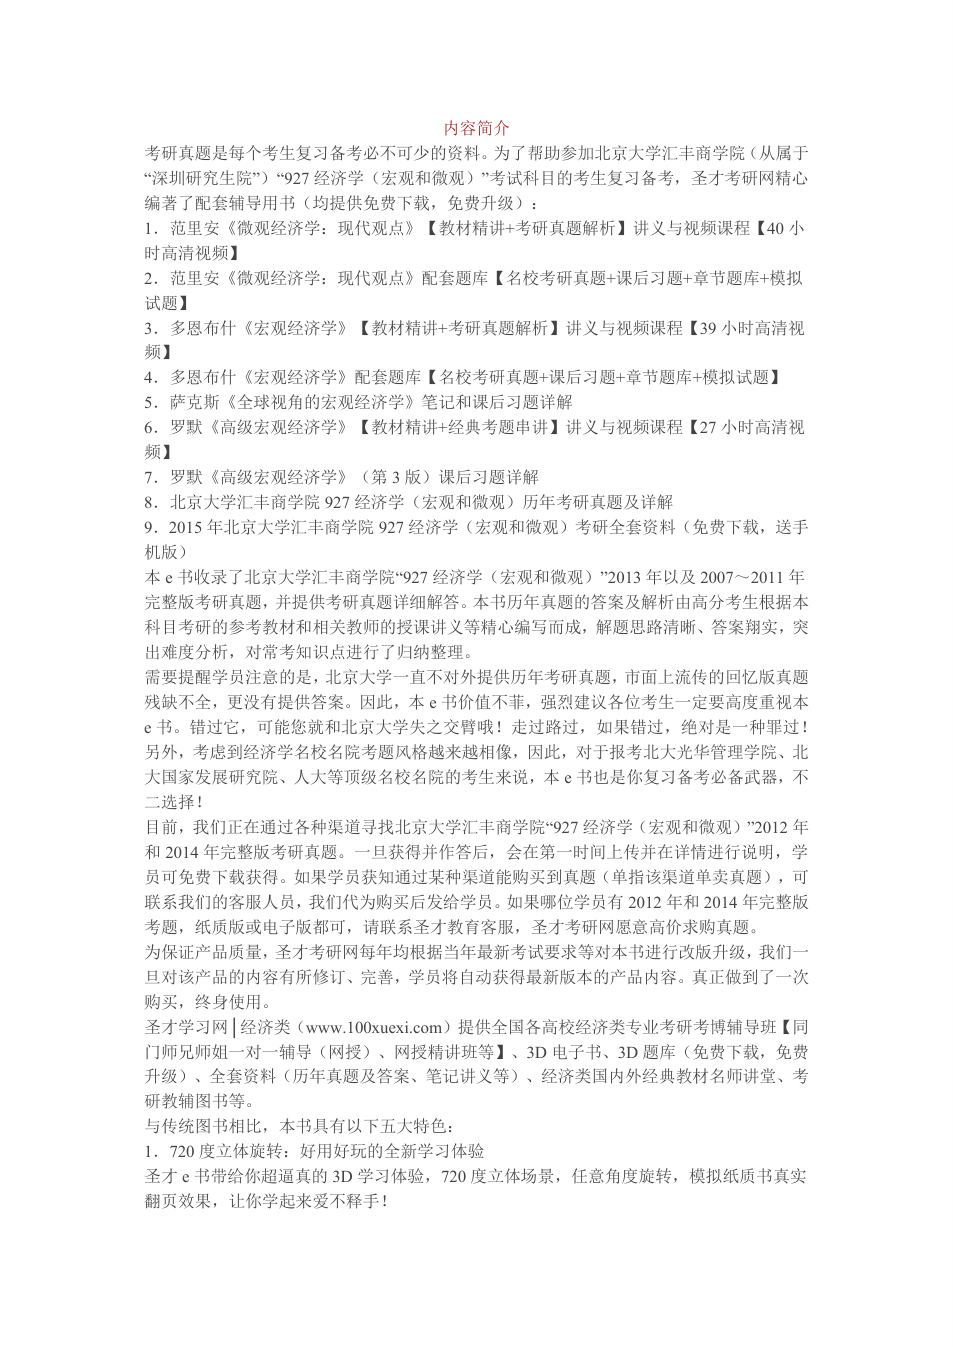 内容简介
考研真题是每个考生复习备考必不可少的资料。为了帮助参加北京大学汇丰商学院（从属于
“深圳研究生院”）“927 经济学（宏观和微观）”考试科目的考生复习备考，圣才考研网精心
编著了配套辅导用书（均提供免费下载，免费升级）：
1．范里安《微观经济学：现代观点》【教材精讲+考研真题解析】讲义与视频课程【40 小
时高清视频】
2．范里安《微观经济学：现代观点》配套题库【名校考研真题+课后习题+章节题库+模拟
试题】
3．多恩布什《宏观经济学》【教材精讲+考研真题解析】讲义与视频课程【39 小时高清视
频】
4．多恩布什《宏观经济学》配套题库【名校考研真题+课后习题+章节题库+模拟试题】
5．萨克斯《全球视角的宏观经济学》笔记和课后习题详解
6．罗默《高级宏观经济学》【教材精讲+经典考题串讲】讲义与视频课程【27 小时高清视
频】
7．罗默《高级宏观经济学》（第 3 版）课后习题详解
8．北京大学汇丰商学院 927 经济学（宏观和微观）历年考研真题及详解
9．2015 年北京大学汇丰商学院 927 经济学（宏观和微观）考研全套资料（免费下载，送手
机版）
本 e 书收录了北京大学汇丰商学院“927 经济学（宏观和微观）”2013 年以及 2007～2011 年
完整版考研真题，并提供考研真题详细解答。本书历年真题的答案及解析由高分考生根据本
科目考研的参考教材和相关教师的授课讲义等精心编写而成，解题思路清晰、答案翔实，突
出难度分析，对常考知识点进行了归纳整理。
需要提醒学员注意的是，北京大学一直不对外提供历年考研真题，市面上流传的回忆版真题
残缺不全，更没有提供答案。因此，本 e 书价值不菲，强烈建议各位考生一定要高度重视本
e 书。错过它，可能您就和北京大学失之交臂哦！走过路过，如果错过，绝对是一种罪过！
另外，考虑到经济学名校名院考题风格越来越相像，因此，对于报考北大光华管理学院、北
大国家发展研究院、人大等顶级名校名院的考生来说，本 e 书也是你复习备考必备武器，不
二选择！
目前，我们正在通过各种渠道寻找北京大学汇丰商学院“927 经济学（宏观和微观）”2012 年
和 2014 年完整版考研真题。一旦获得并作答后，会在第一时间上传并在详情进行说明，学
员可免费下载获得。如果学员获知通过某种渠道能购买到真题（单指该渠道单卖真题），可
联系我们的客服人员，我们代为购买后发给学员。如果哪位学员有 2012 年和 2014 年完整版
考题，纸质版或电子版都可，请联系圣才教育客服，圣才考研网愿意高价求购真题。
为保证产品质量，圣才考研网每年均根据当年最新考试要求等对本书进行改版升级，我们一
旦对该产品的内容有所修订、完善，学员将自动获得最新版本的产品内容。真正做到了一次
购买，终身使用。
圣才学习网│经济类（www.100xuexi.com）提供全国各高校经济类专业考研考博辅导班【同
门师兄师姐一对一辅导（网授）、网授精讲班等】、3D 电子书、3D 题库（免费下载，免费
升级）、全套资料（历年真题及答案、笔记讲义等）、经济类国内外经典教材名师讲堂、考
研教辅图书等。
与传统图书相比，本书具有以下五大特色：
1．720 度立体旋转：好用好玩的全新学习体验
圣才 e 书带给你超逼真的 3D 学习体验，720 度立体场景，任意角度旋转，模拟纸质书真实
翻页效果，让你学起来爱不释手！